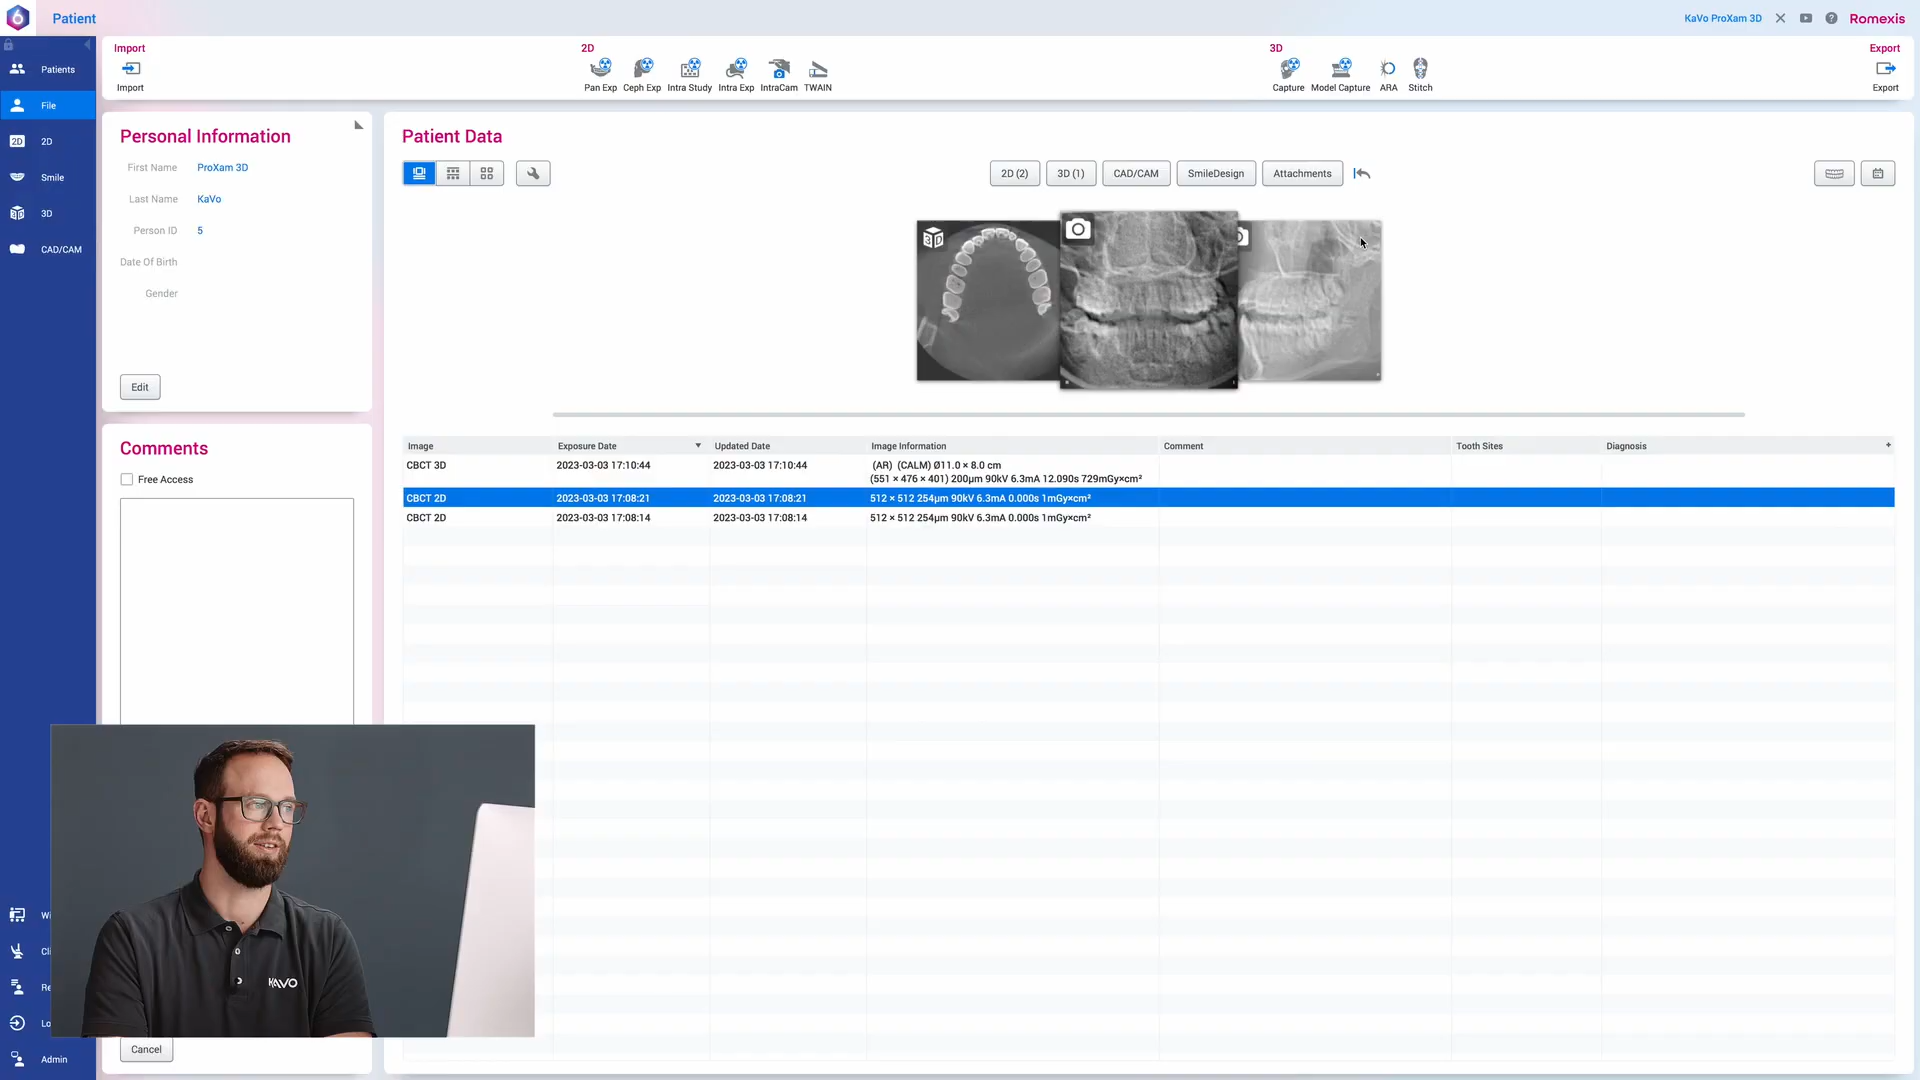 Patient
KaVo ProXam 3D
Romexis
Import
2D
3D
Export
Import
Pan Exp
Ceph Exp
Intra Study
Intra Exp
IntraCam
TWAIN
Capture
Model Capture
ARA
Stitch
Export
Patients
File
2D
Smile
3D
CAD/CAM
Personal Information
First Name ProXam 3D
Last Name KaVo
Person ID 5
Date Of Birth
Gender
Edit
Comments
Free Access
Cancel
Patient Data
2D (2)
3D (1)
CAD/CAM
SmileDesign
Attachments
3D
Image Exposure Date Updated Date Image Information Comment Tooth Sites Diagnosis +
CBCT 3D 2023-03-03 17:10:44 2023-03-03 17:10:44 (AR) (CALM) Ø11.0 × 8.0 cm
(551 × 476 × 401) 200µm 90kV 6.3mA 12.090s 729mGy×cm²
CBCT 2D 2023-03-03 17:08:21 2023-03-03 17:08:21 512 × 512 254µm 90kV 6.3mA 0.000s 1mGy×cm²
CBCT 2D 2023-03-03 17:08:14 2023-03-03 17:08:14 512 × 512 254µm 90kV 6.3mA 0.000s 1mGy×cm²
Wi
Cli
Re
Lo
Admin
KAVO